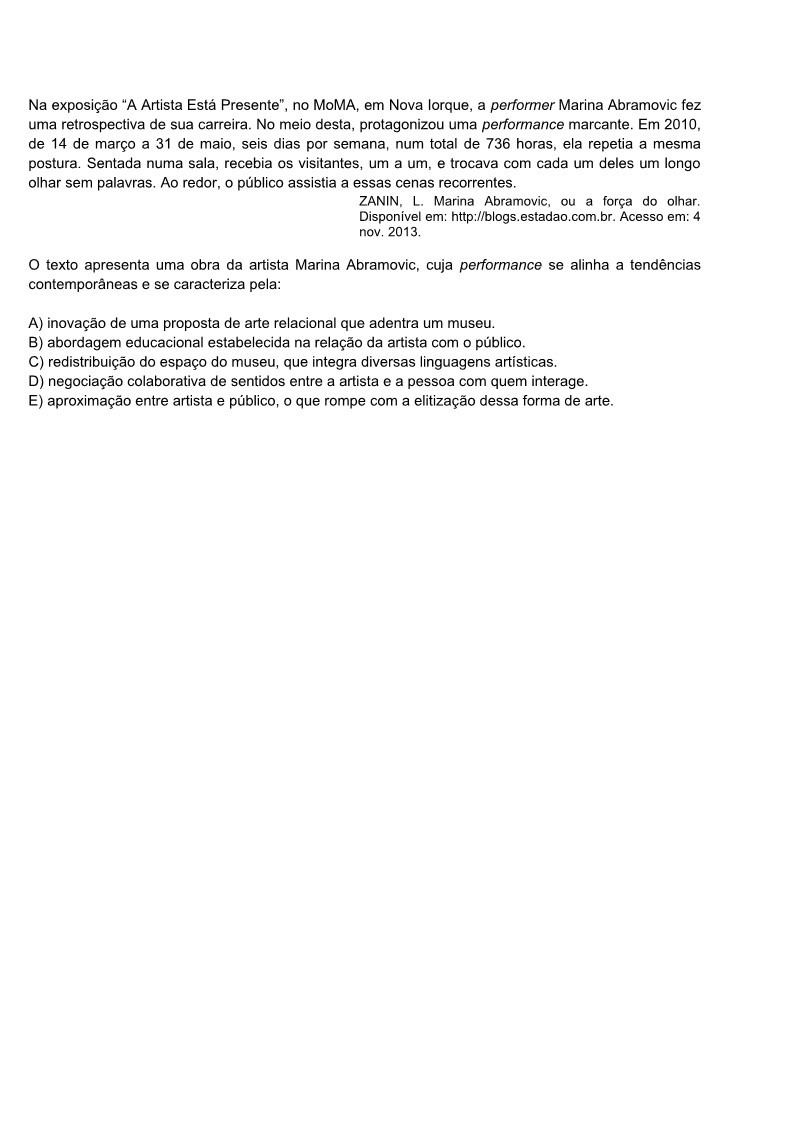 Na exposição “A Artista Está Presente”, no MoMA, em Nova Iorque, a performer Marina Abramovic fez
uma retrospectiva de sua carreira. No meio desta, protagonizou uma performance marcante. Em 2010,
de 14 de março a 31 de maio, seis dias por semana, num total de 736 horas, ela repetia a mesma
postura. Sentada numa sala, recebia os visitantes, um a um, e trocava com cada um deles um longo
olhar sem palavras. Ao redor, o público assistia a essas cenas recorrentes.
ZANIN, L. Marina Abramovic, ou a força do olhar.
Disponível em: http://blogs.estadao.com.br. Acesso em: 4
nov. 2013.
O texto apresenta uma obra da artista Marina Abramovic, cuja performance se alinha a tendências
contemporâneas e se caracteriza pela:
A) inovação de uma proposta de arte relacional que adentra um museu.
B) abordagem educacional estabelecida na relação da artista com o público.
C) redistribuição do espaço do museu, que integra diversas linguagens artísticas.
D) negociação colaborativa de sentidos entre a artista e a pessoa com quem interage.
E) aproximação entre artista e público, o que rompe com a elitização dessa forma de arte.